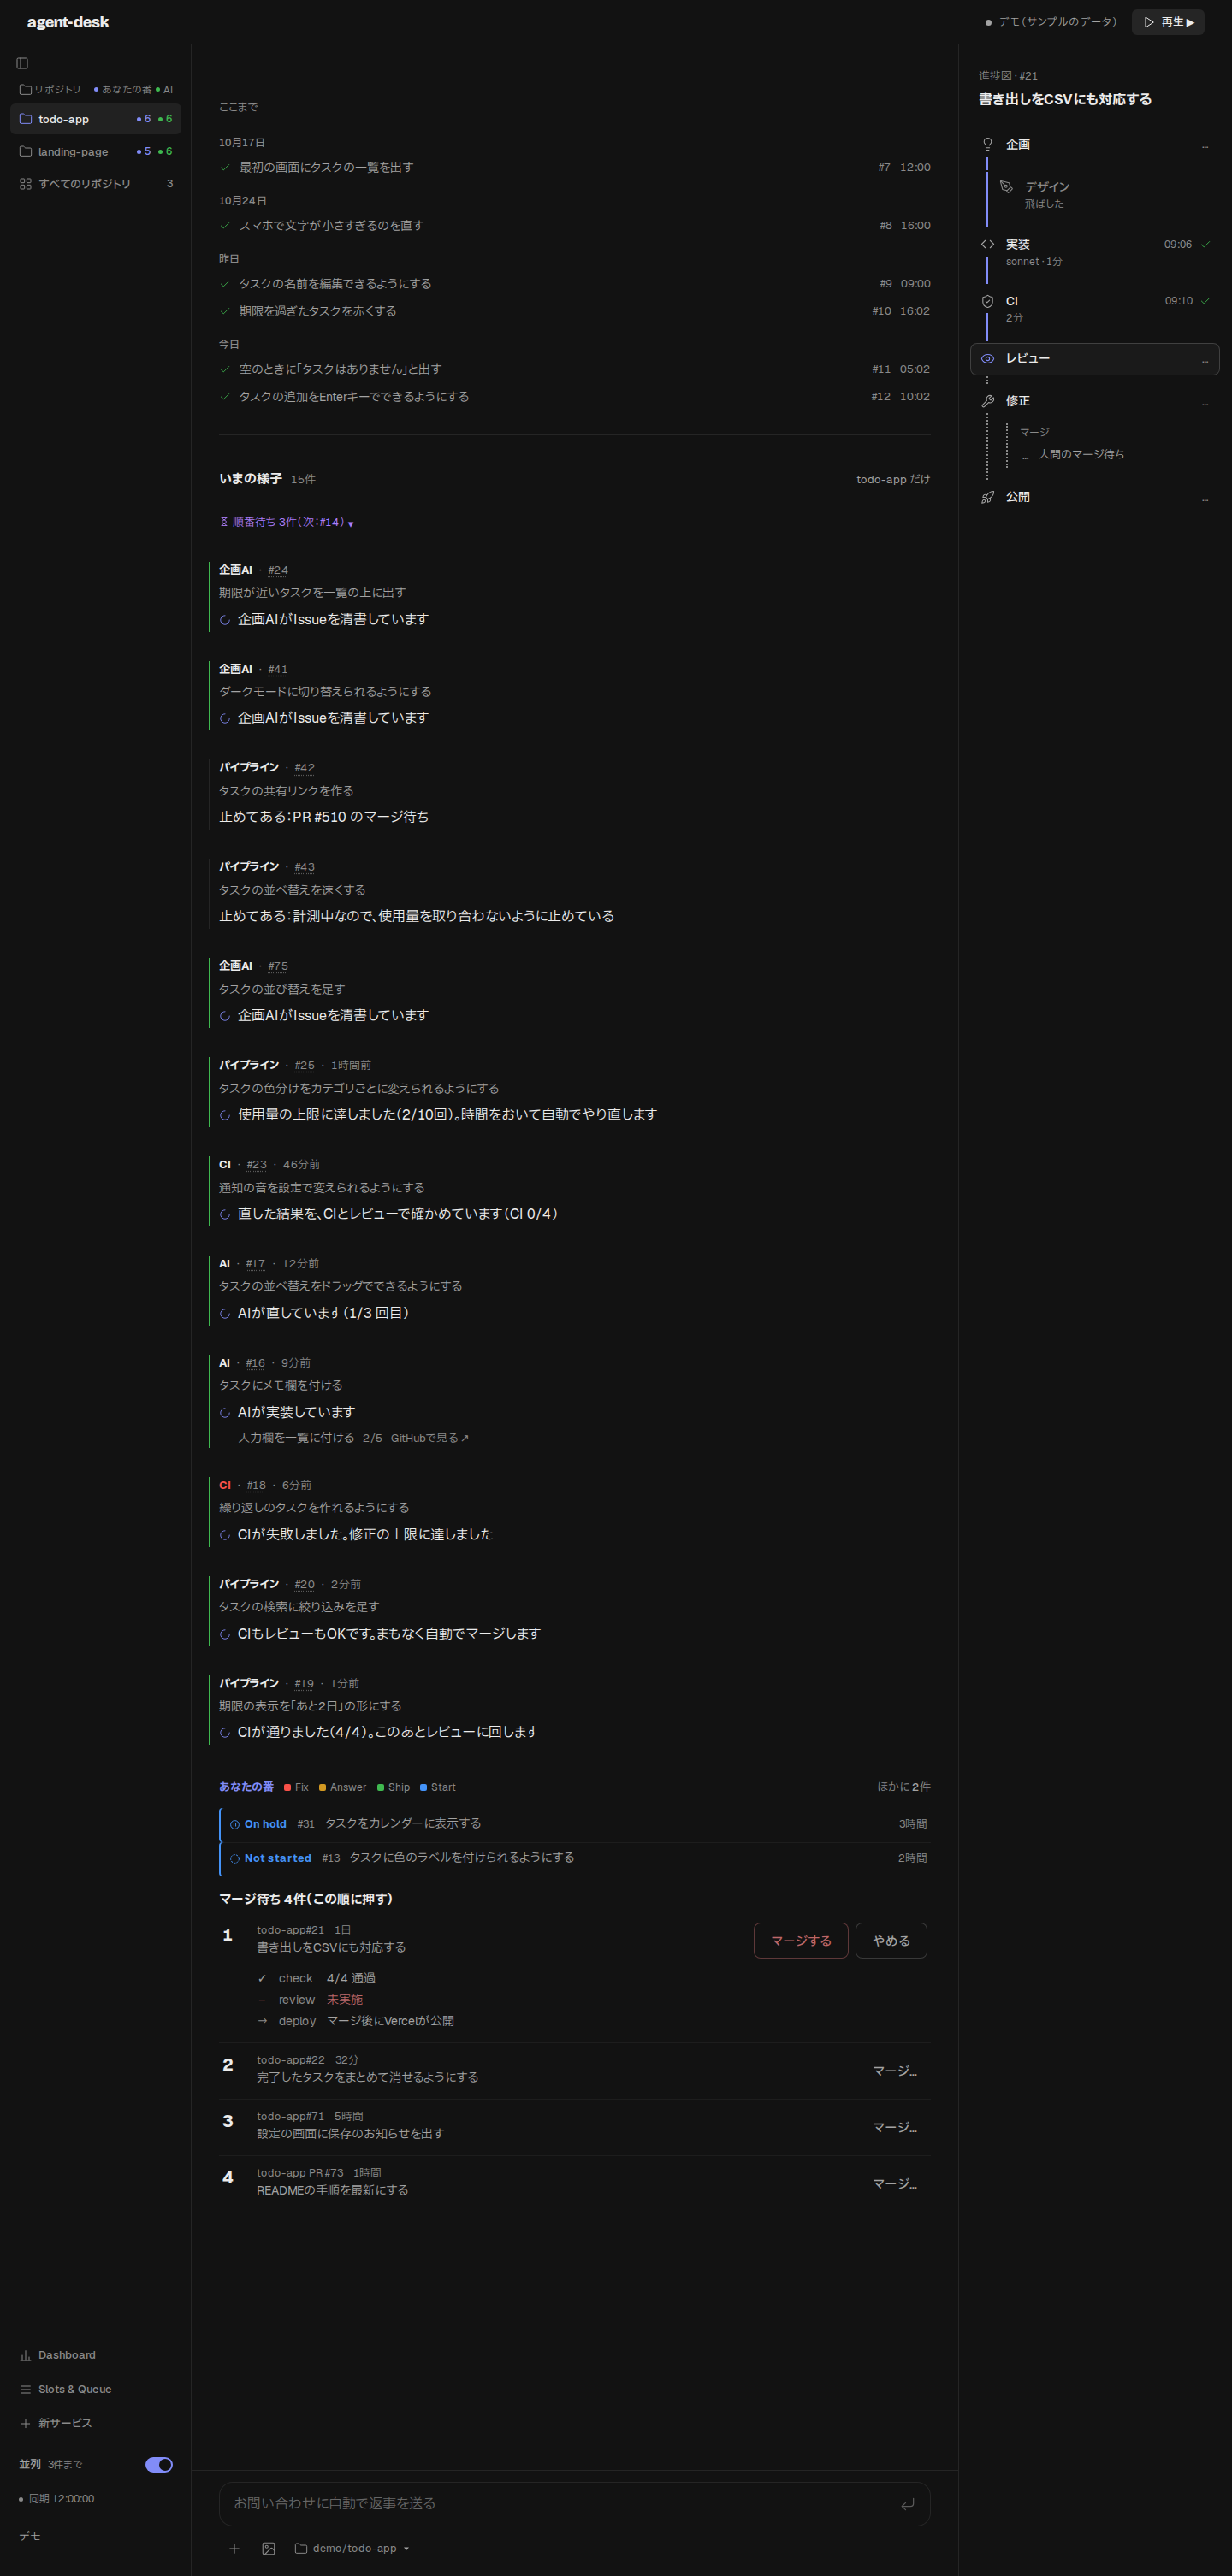 agent-desk
デモ（サンプルのデータ）
再生 ▶
リポジトリ
あなたの番
AI
todo-app
6
6
landing-page
5
6
すべてのリポジトリ
3
ここまで
10月17日
最初の画面にタスクの一覧を出す
#7 12:00
10月24日
スマホで文字が小さすぎるのを直す
#8 16:00
昨日
タスクの名前を編集できるようにする
#9 09:00
期限を過ぎたタスクを赤くする
#10 16:02
今日
空のときに「タスクはありません」と出す
#11 05:02
タスクの追加をEnterキーでできるようにする
#12 10:02
いまの様子 15件
todo-app だけ
順番待ち 3件（次：#14）▼
企画AI · #24
期限が近いタスクを一覧の上に出す
企画AIがIssueを清書しています
企画AI · #41
ダークモードに切り替えられるようにする
企画AIがIssueを清書しています
パイプライン · #42
タスクの共有リンクを作る
止めてある：PR #510 のマージ待ち
パイプライン · #43
タスクの並べ替えを速くする
止めてある：計測中なので、使用量を取り合わないように止めている
企画AI · #75
タスクの並び替えを足す
企画AIがIssueを清書しています
パイプライン · #25 · 1時間前
タスクの色分けをカテゴリごとに変えられるようにする
使用量の上限に達しました（2/10回）。時間をおいて自動でやり直します
CI · #23 · 46分前
通知の音を設定で変えられるようにする
直した結果を、CIとレビューで確かめています（CI 0/4）
AI · #17 · 12分前
タスクの並べ替えをドラッグでできるようにする
AIが直しています（1/3 回目）
AI · #16 · 9分前
タスクにメモ欄を付ける
AIが実装しています
入力欄を一覧に付ける 2/5 GitHubで見る ↗
CI · #18 · 6分前
繰り返しのタスクを作れるようにする
CIが失敗しました。修正の上限に達しました
パイプライン · #20 · 2分前
タスクの検索に絞り込みを足す
CIもレビューもOKです。まもなく自動でマージします
パイプライン · #19 · 1分前
期限の表示を「あと2日」の形にする
CIが通りました（4/4）。このあとレビューに回します
あなたの番 Fix Answer Ship Start
ほかに 2 件
On hold #31 タスクをカレンダーに表示する
3時間
Not started #13 タスクに色のラベルを付けられるようにする
2時間
マージ待ち 4件（この順に押す）
1
todo-app#21 1日
書き出しをCSVにも対応する
マージする
やめる
✓ check 4/4 通過
– review 未実施
→ deploy マージ後にVercelが公開
2
todo-app#22 32分
完了したタスクをまとめて消せるようにする
マージ…
3
todo-app#71 5時間
設定の画面に保存のお知らせを出す
マージ…
4
todo-app PR #73 1時間
READMEの手順を最新にする
マージ…
お問い合わせに自動で返事を送る
demo/todo-app ▾
Dashboard
Slots & Queue
新サービス
並列 3件まで
同期 12:00:00
デモ
進捗図 · #21
書き出しをCSVにも対応する
企画
…
デザイン
飛ばした
実装
09:06
sonnet · 1分
CI
09:10
2分
レビュー
…
修正
…
マージ
… 人間のマージ待ち
公開
…